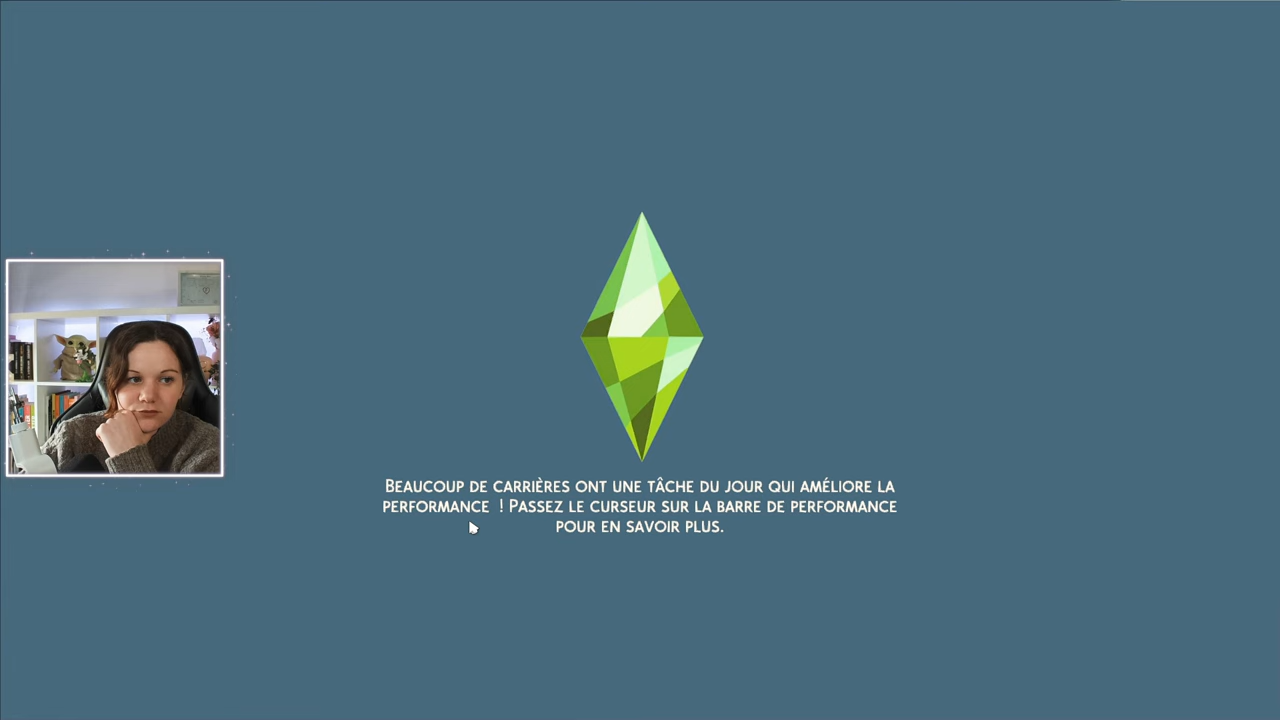 BEAUCOUP DE CARRIÈRES ONT UNE TÂCHE DU JOUR QUI AMÉLIORE LA
PERFORMANCE  ! PASSEZ LE CURSEUR SUR LA BARRE DE PERFORMANCE
POUR EN SAVOIR PLUS.